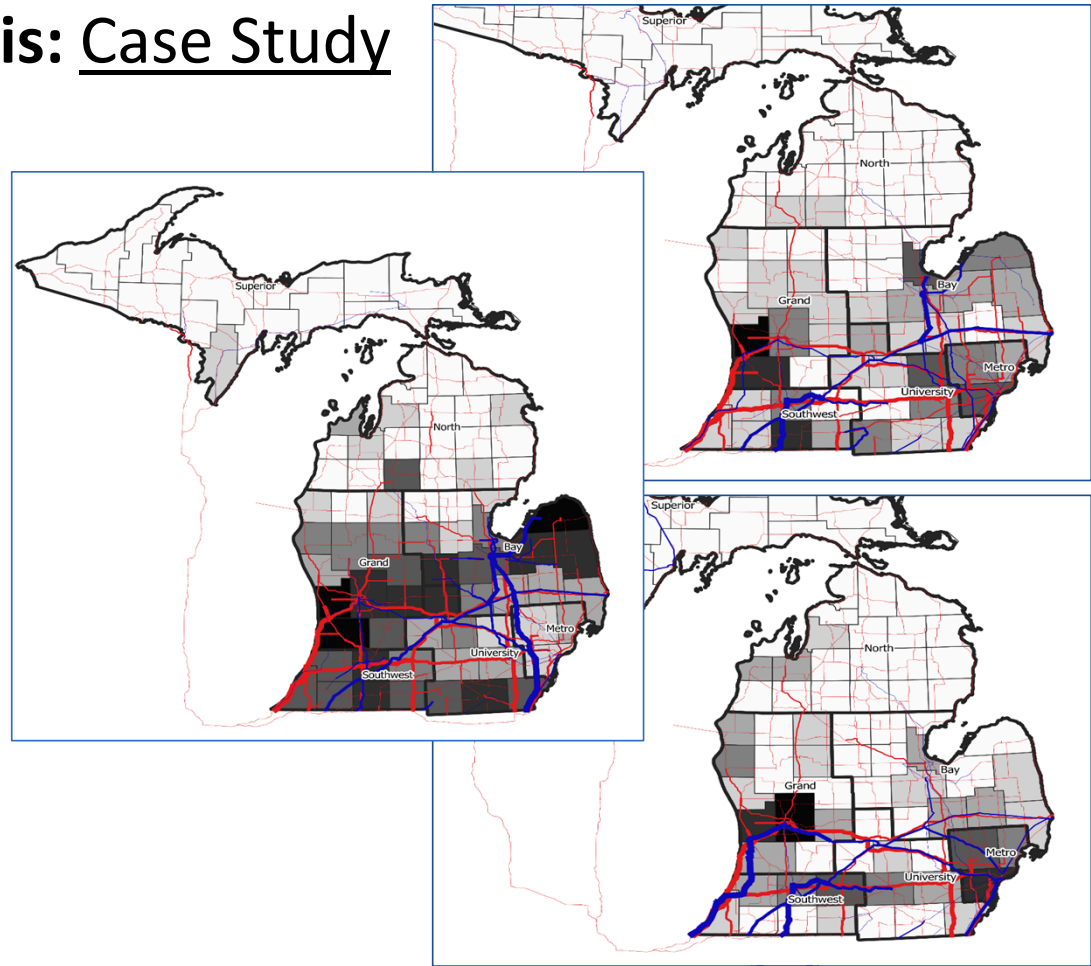 is: Case Study
Superior
North
Grand
Bay
Metro
University
Southwest
Superior
North
Grand
Bay
Metro
University
Southwest
Superior
North
Bay
Grand
Metro
University
Southwest